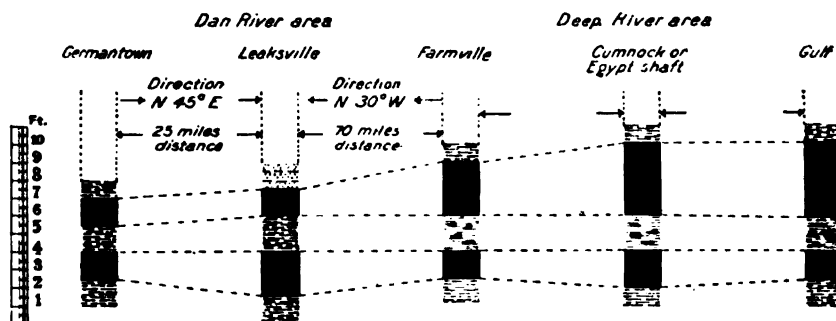 Dan River area Deep River area
Germantown Leaksville Farmville Cumnock or Egypt shaft Gulf
Direction N 45° E
Direction N 30° W
25 miles distance
70 miles distance
Ft.
10
9
8
7
6
5
4
3
2
1